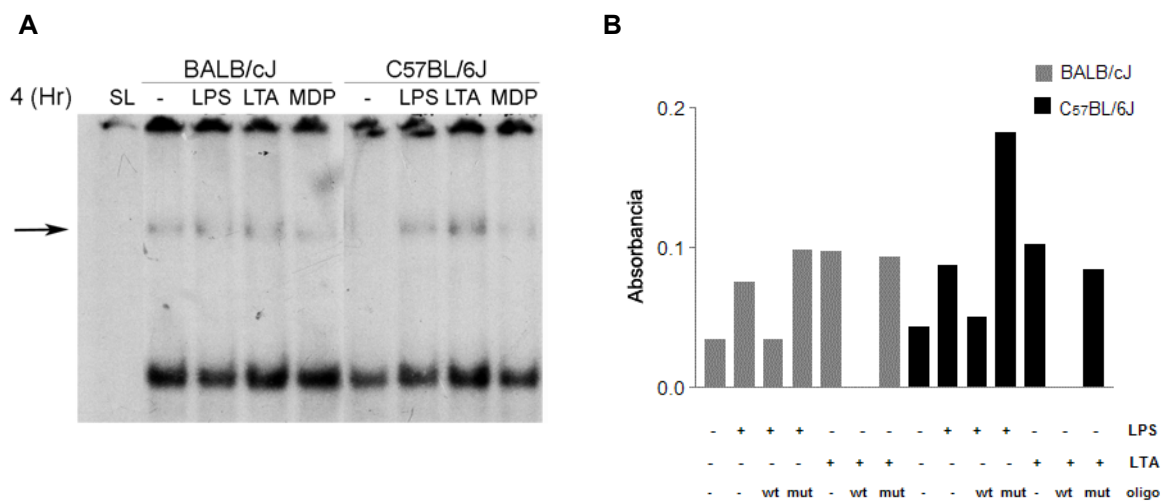 A
B
BALB/cJ C57BL/6J
4 (Hr) SL - LPS LTA MDP - LPS LTA MDP
BALB/cJ
C57BL/6J
0.2
0.1
0.0
Absorbancia
- + + + - - - - + + + - - - LPS
- - - - + + + - - - - + + + LTA
- - wt mut - wt mut - - wt mut - wt mut oligo